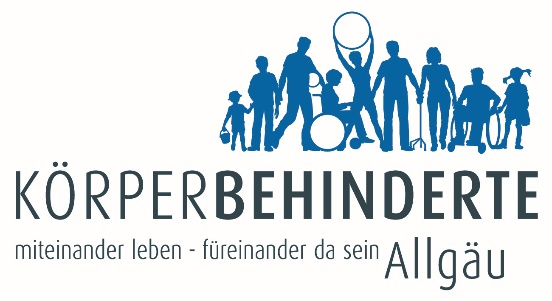 KÖRPERBEHINDERTE
miteinander leben - füreinander da sein Allgäu